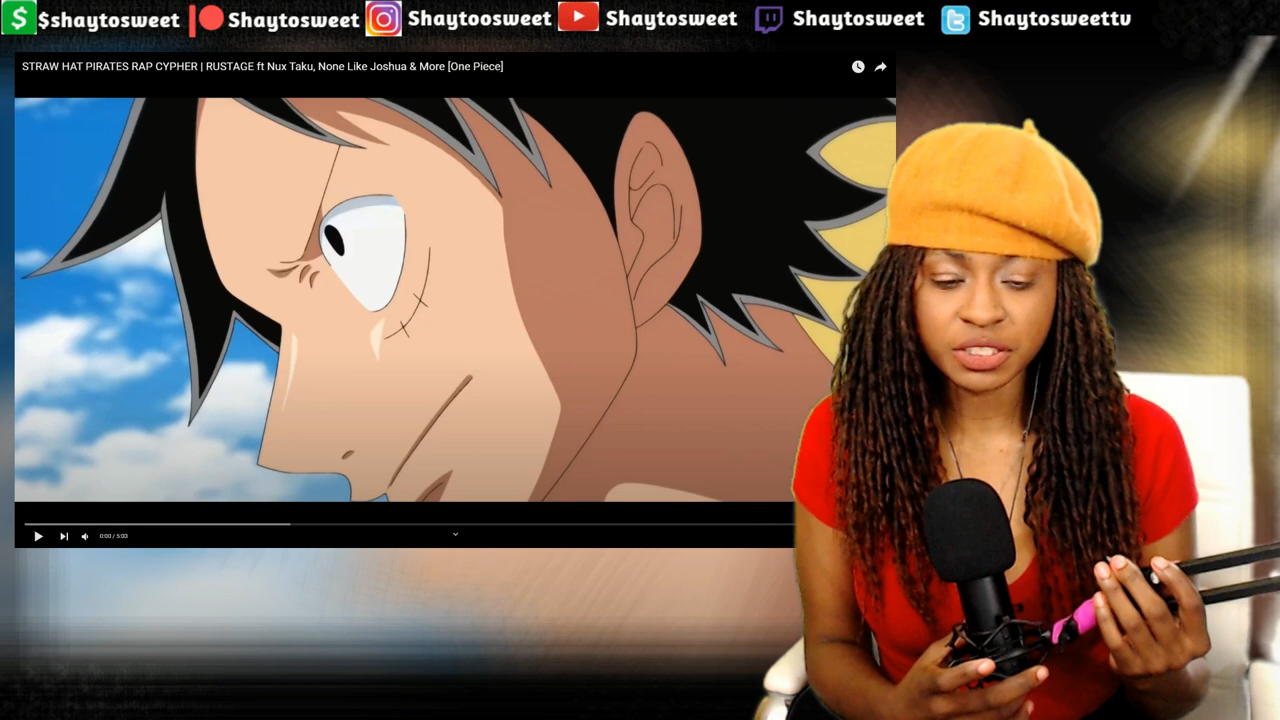 $shaytosweet Shaytosweet Shaytoosweet Shaytosweet Shaytosweet Shaytosweettv
STRAW HAT PIRATES RAP CYPHER | RUSTAGE ft Nux Taku, None Like Joshua & More [One Piece]
0:00 / 5:03